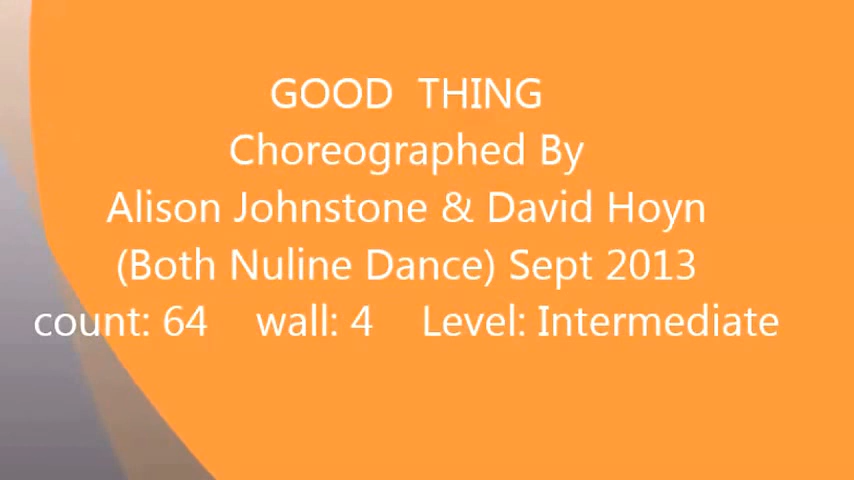 GOOD THING
Choreographed By
Alison Johnstone & David Hoyn
(Both Nuline Dance) Sept 2013
count: 64 wall: 4 Level: Intermediate